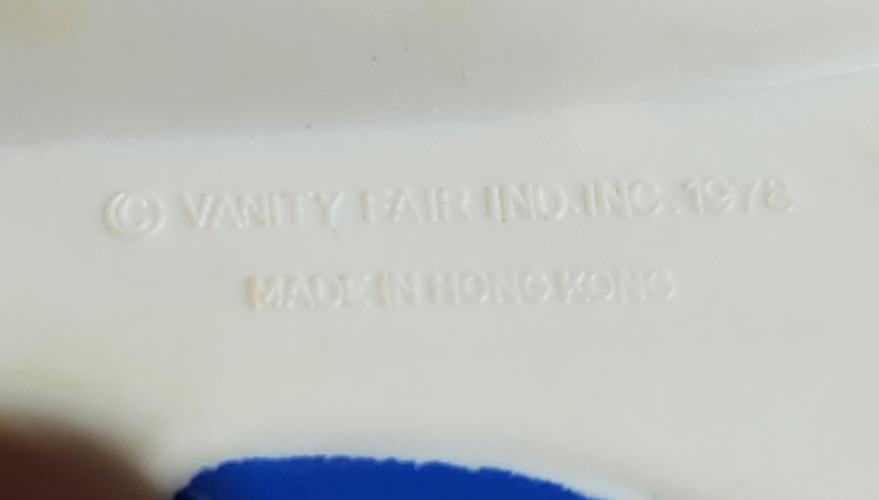 © VANITY FAIR IND.INC. 1978
MADE IN HONG KONG